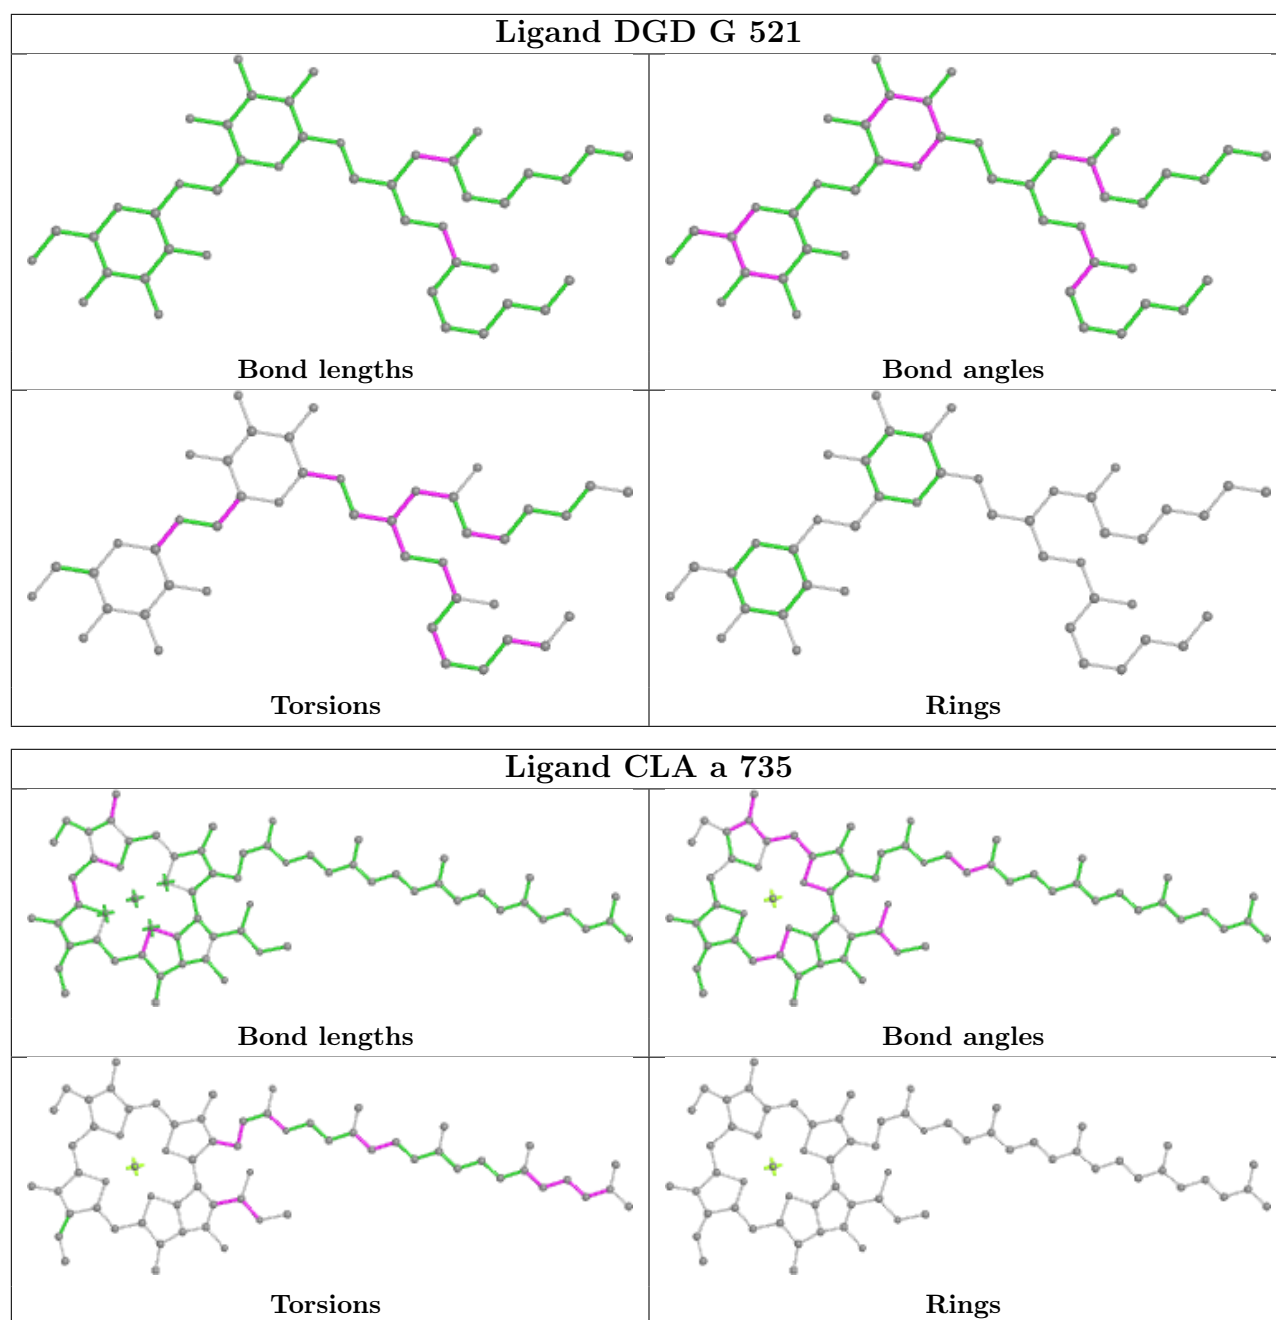 Ligand DGD G 521
Bond lengths
Bond angles
Torsions
Rings
Ligand CLA a 735
Bond lengths
Bond angles
Torsions
Rings